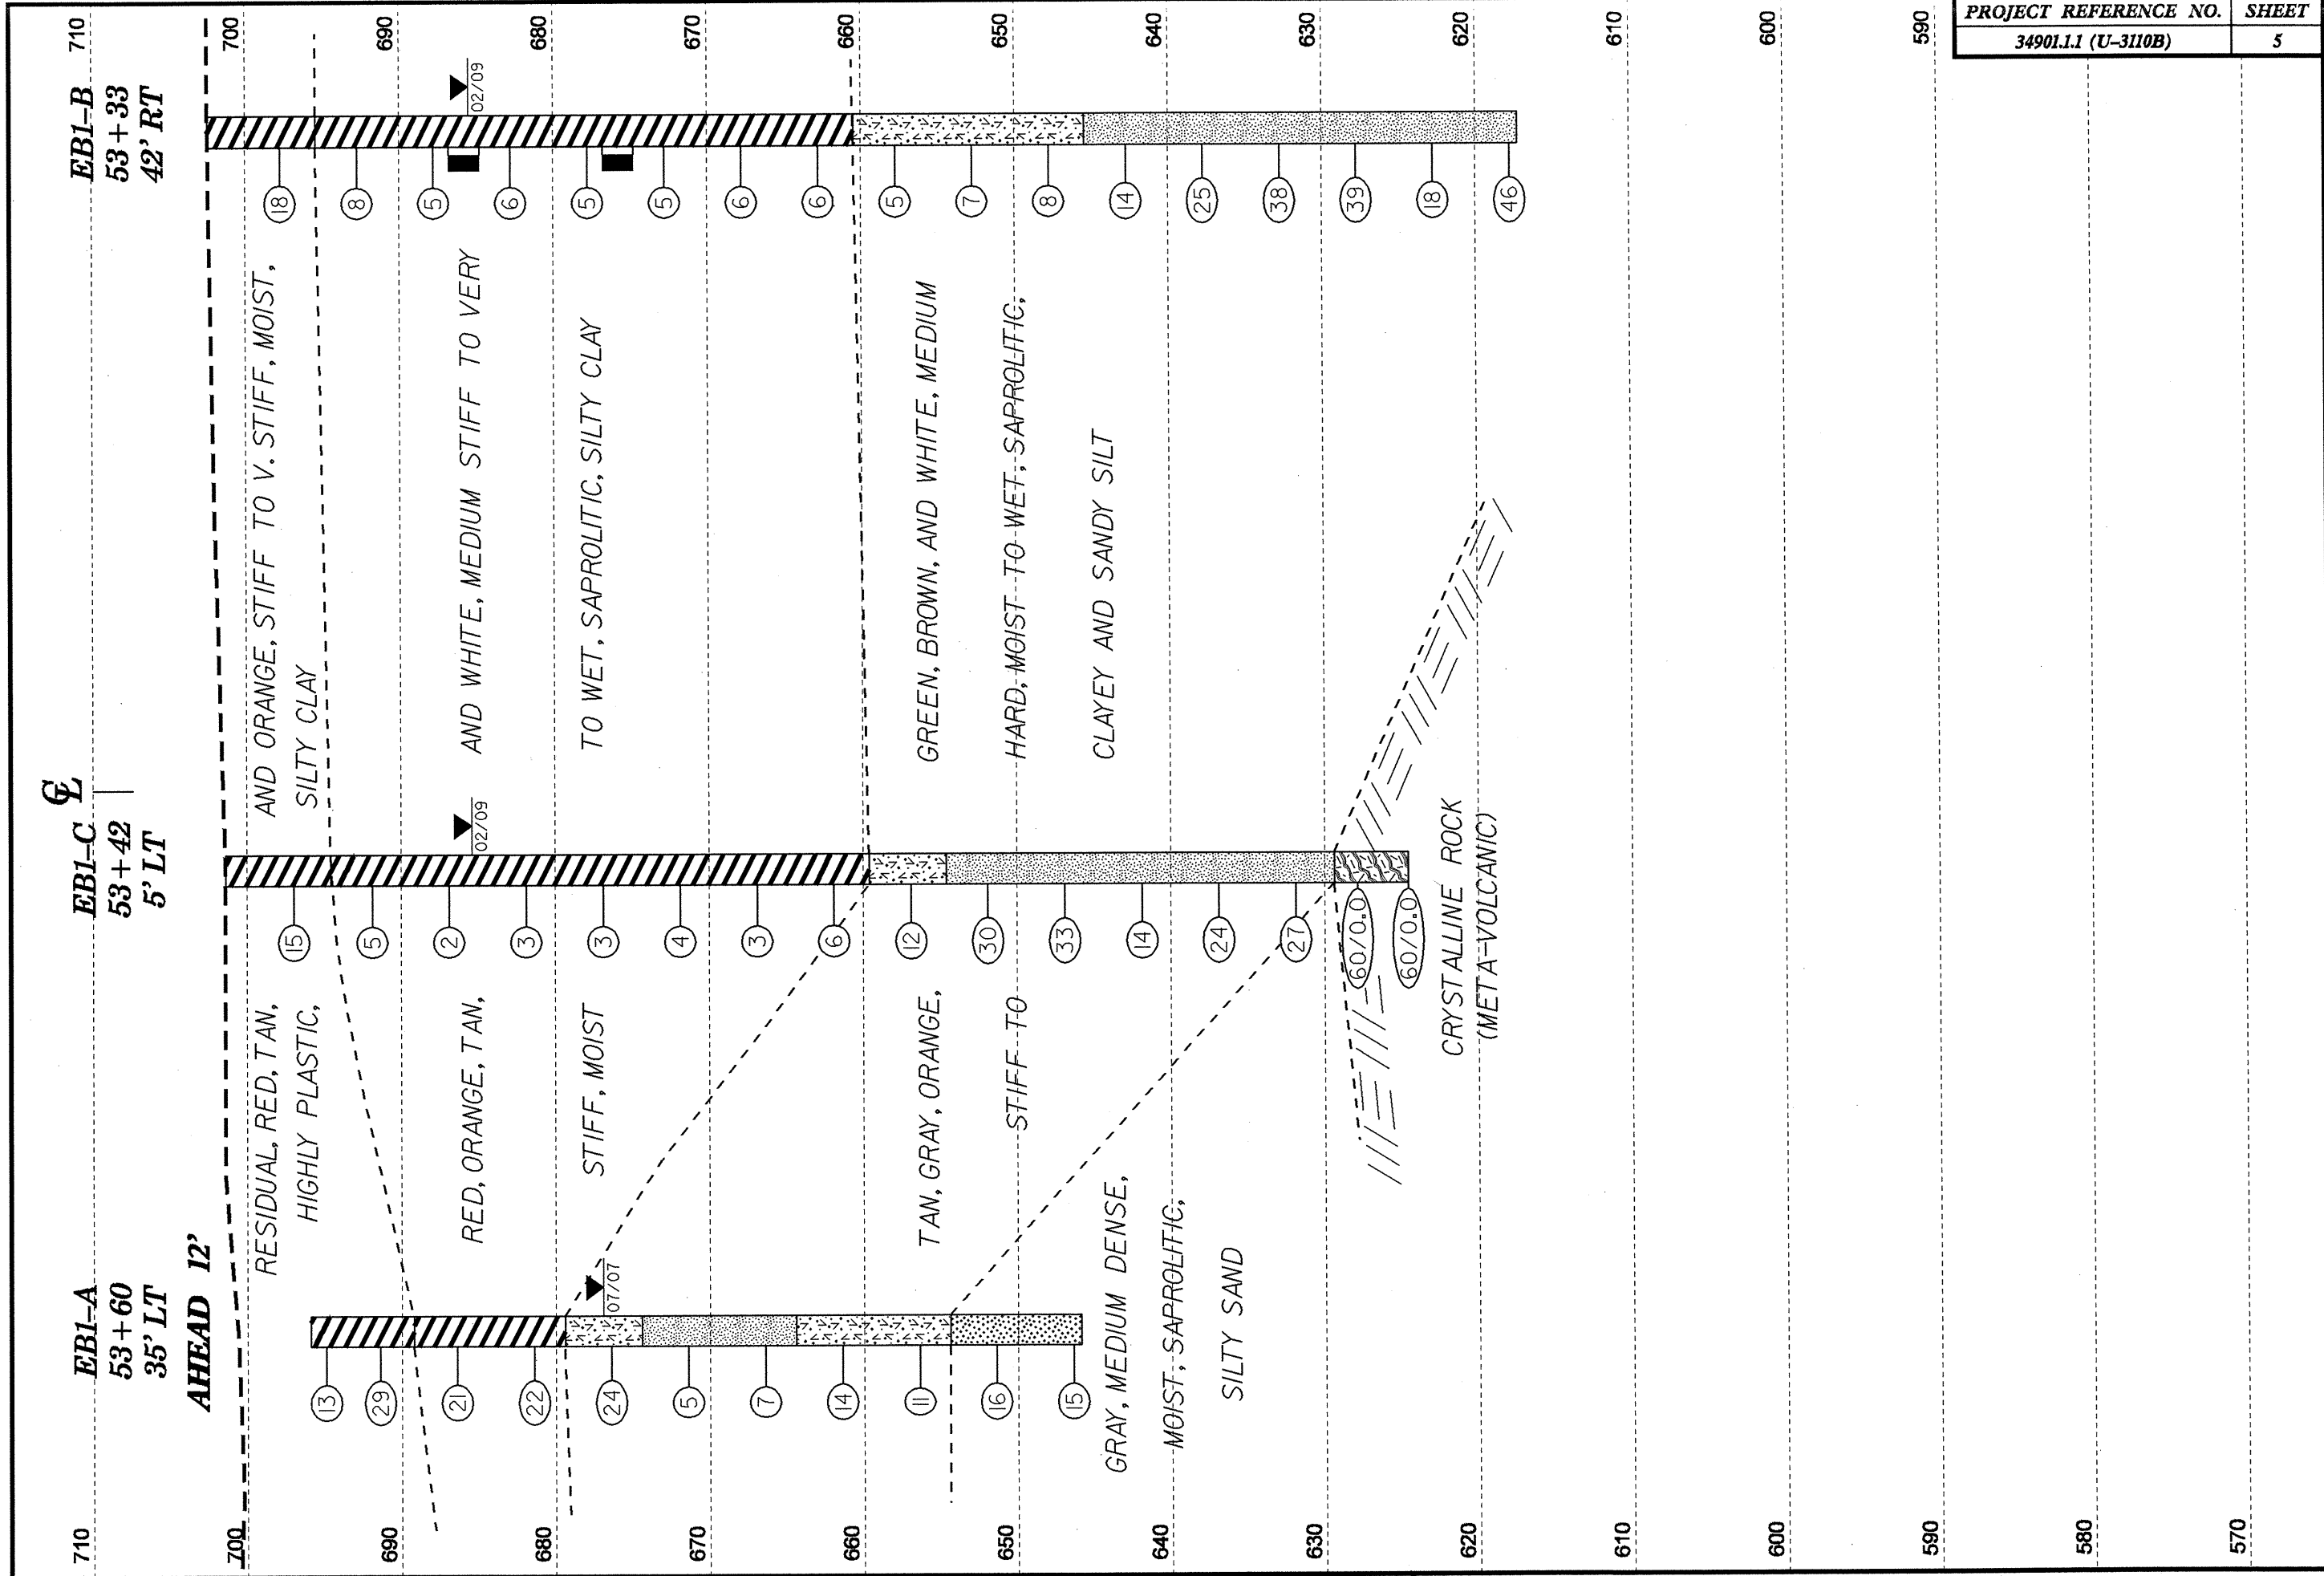 PROJECT REFERENCE NO. SHEET
34901.1.1 (U-3110B) 5
EB1-A
53+60
35' LT
AHEAD 12'
EB1-C
53+42
5' LT
CL
EB1-B
53+33
42' RT
710 710
700 700
690 690
680 680
670 670
660 660
650 650
640 640
630 630
620 620
610 610
600 600
590 590
580
570
RESIDUAL, RED, TAN, AND ORANGE, STIFF TO V. STIFF, MOIST,
HIGHLY PLASTIC, SILTY CLAY
RED, ORANGE, TAN, AND WHITE, MEDIUM STIFF TO VERY
STIFF, MOIST TO WET, SAPROLITIC, SILTY CLAY
TAN, GRAY, ORANGE, GREEN, BROWN, AND WHITE, MEDIUM
STIFF TO HARD, MOIST TO WET, SAPROLITIC,
CLAYEY AND SANDY SILT
GRAY, MEDIUM DENSE,
MOIST, SAPROLITIC,
SILTY SAND
CRYSTALLINE ROCK
(META-VOLCANIC)
07/07
02/09
02/09
13
29
21
22
24
5
7
14
11
16
15
15
5
2
3
3
4
3
6
12
30
33
14
24
27
60/0.0
60/0.0
18
8
5
6
5
5
6
6
5
7
8
14
25
38
39
18
46